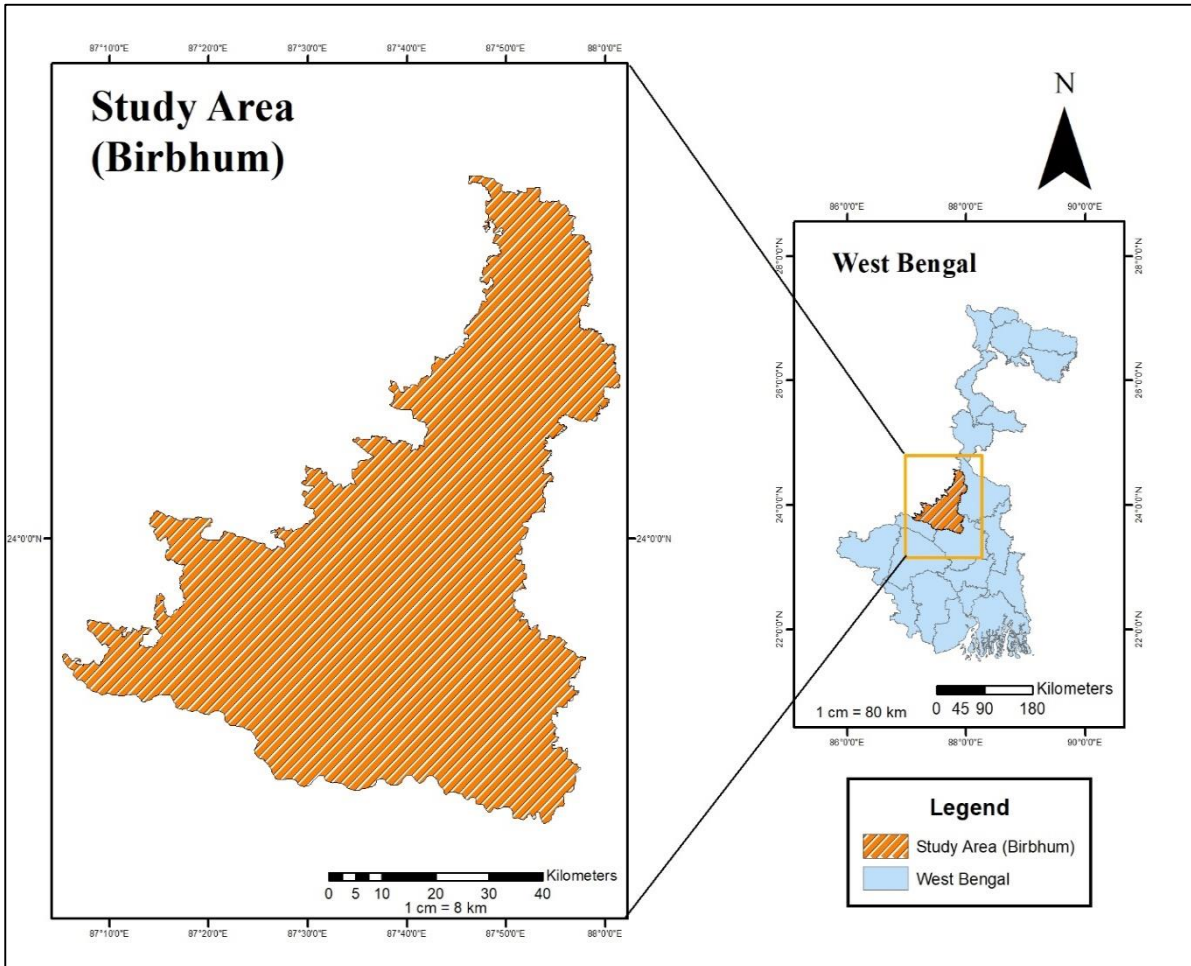 87°10'0"E 87°20'0"E 87°30'0"E 87°40'0"E 87°50'0"E 88°0'0"E
Study Area
(Birbhum)
24°0'0"N 24°0'0"N
Kilometers
0 5 10 20 30 40
1 cm = 8 km
87°10'0"E 87°20'0"E 87°30'0"E 87°40'0"E 87°50'0"E 88°0'0"E
N
86°0'0"E 88°0'0"E 90°0'0"E
West Bengal
28°0'0"N 28°0'0"N
26°0'0"N 26°0'0"N
24°0'0"N 24°0'0"N
22°0'0"N 22°0'0"N
Kilometers
0 45 90 180
1 cm = 80 km
86°0'0"E 88°0'0"E 90°0'0"E
Legend
Study Area (Birbhum)
West Bengal